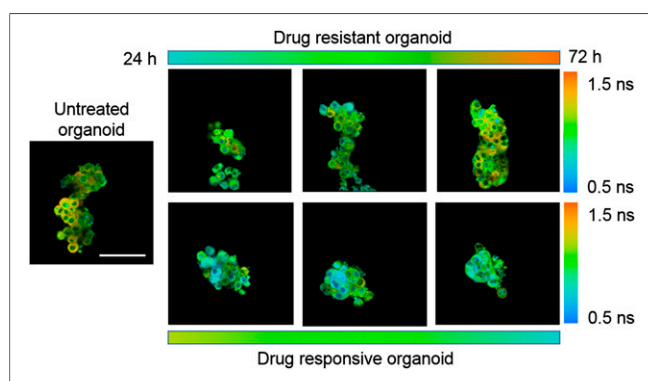 Drug resistant organoid
24 h
72 h
1.5 ns
Untreated
organoid
0.5 ns
1.5 ns
0.5 ns
Drug responsive organoid